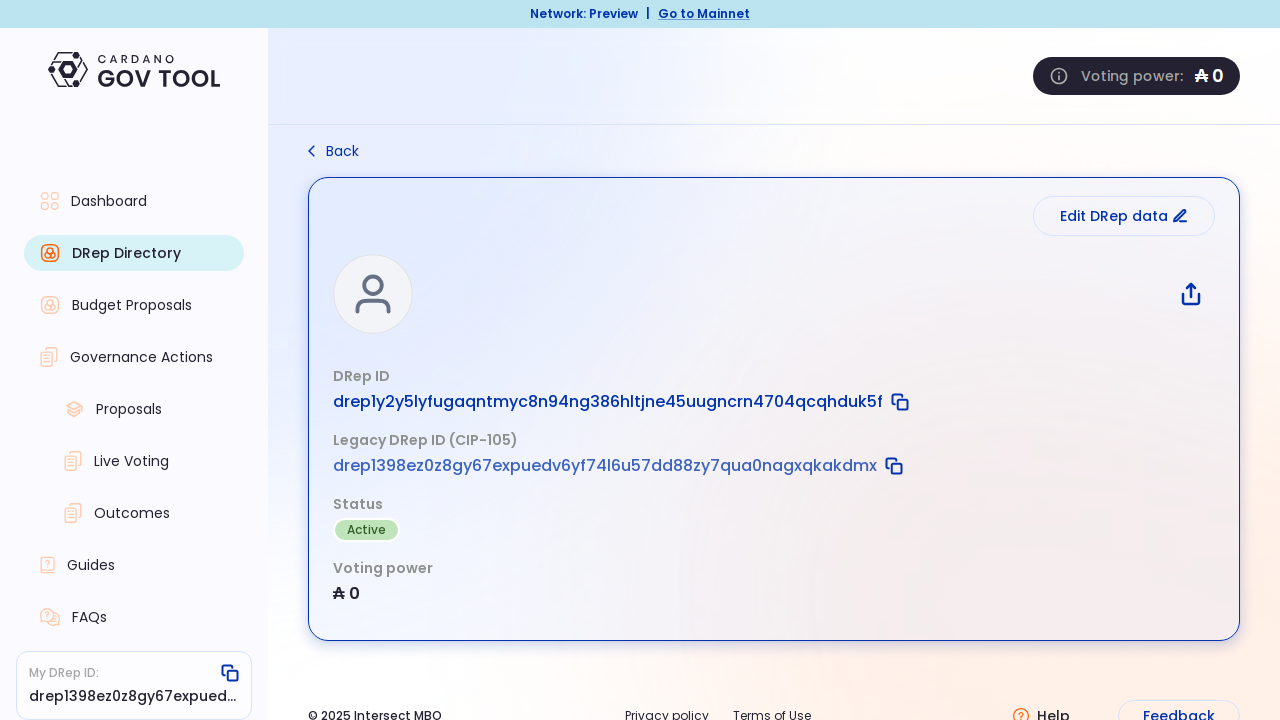 Network: Preview | Go to Mainnet
CARDANO
GOV TOOL
Voting power: ₳ 0
Back
Dashboard
DRep Directory
Budget Proposals
Governance Actions
Proposals
Live Voting
Outcomes
Guides
FAQs
My DRep ID:
drep1398ez0z8gy67expued...
Edit DRep data
DRep ID
drep1y2y5lyfugaqntmyc8n94ng386hltjne45uugncrn4704qcqhduk5f
Legacy DRep ID (CIP-105)
drep1398ez0z8gy67expuedv6yf74l6u57dd88zy7qua0nagxqkakdmx
Status
Active
Voting power
₳ 0
© 2025 Intersect MBO
Privacy policy
Terms of Use
Help
Feedback